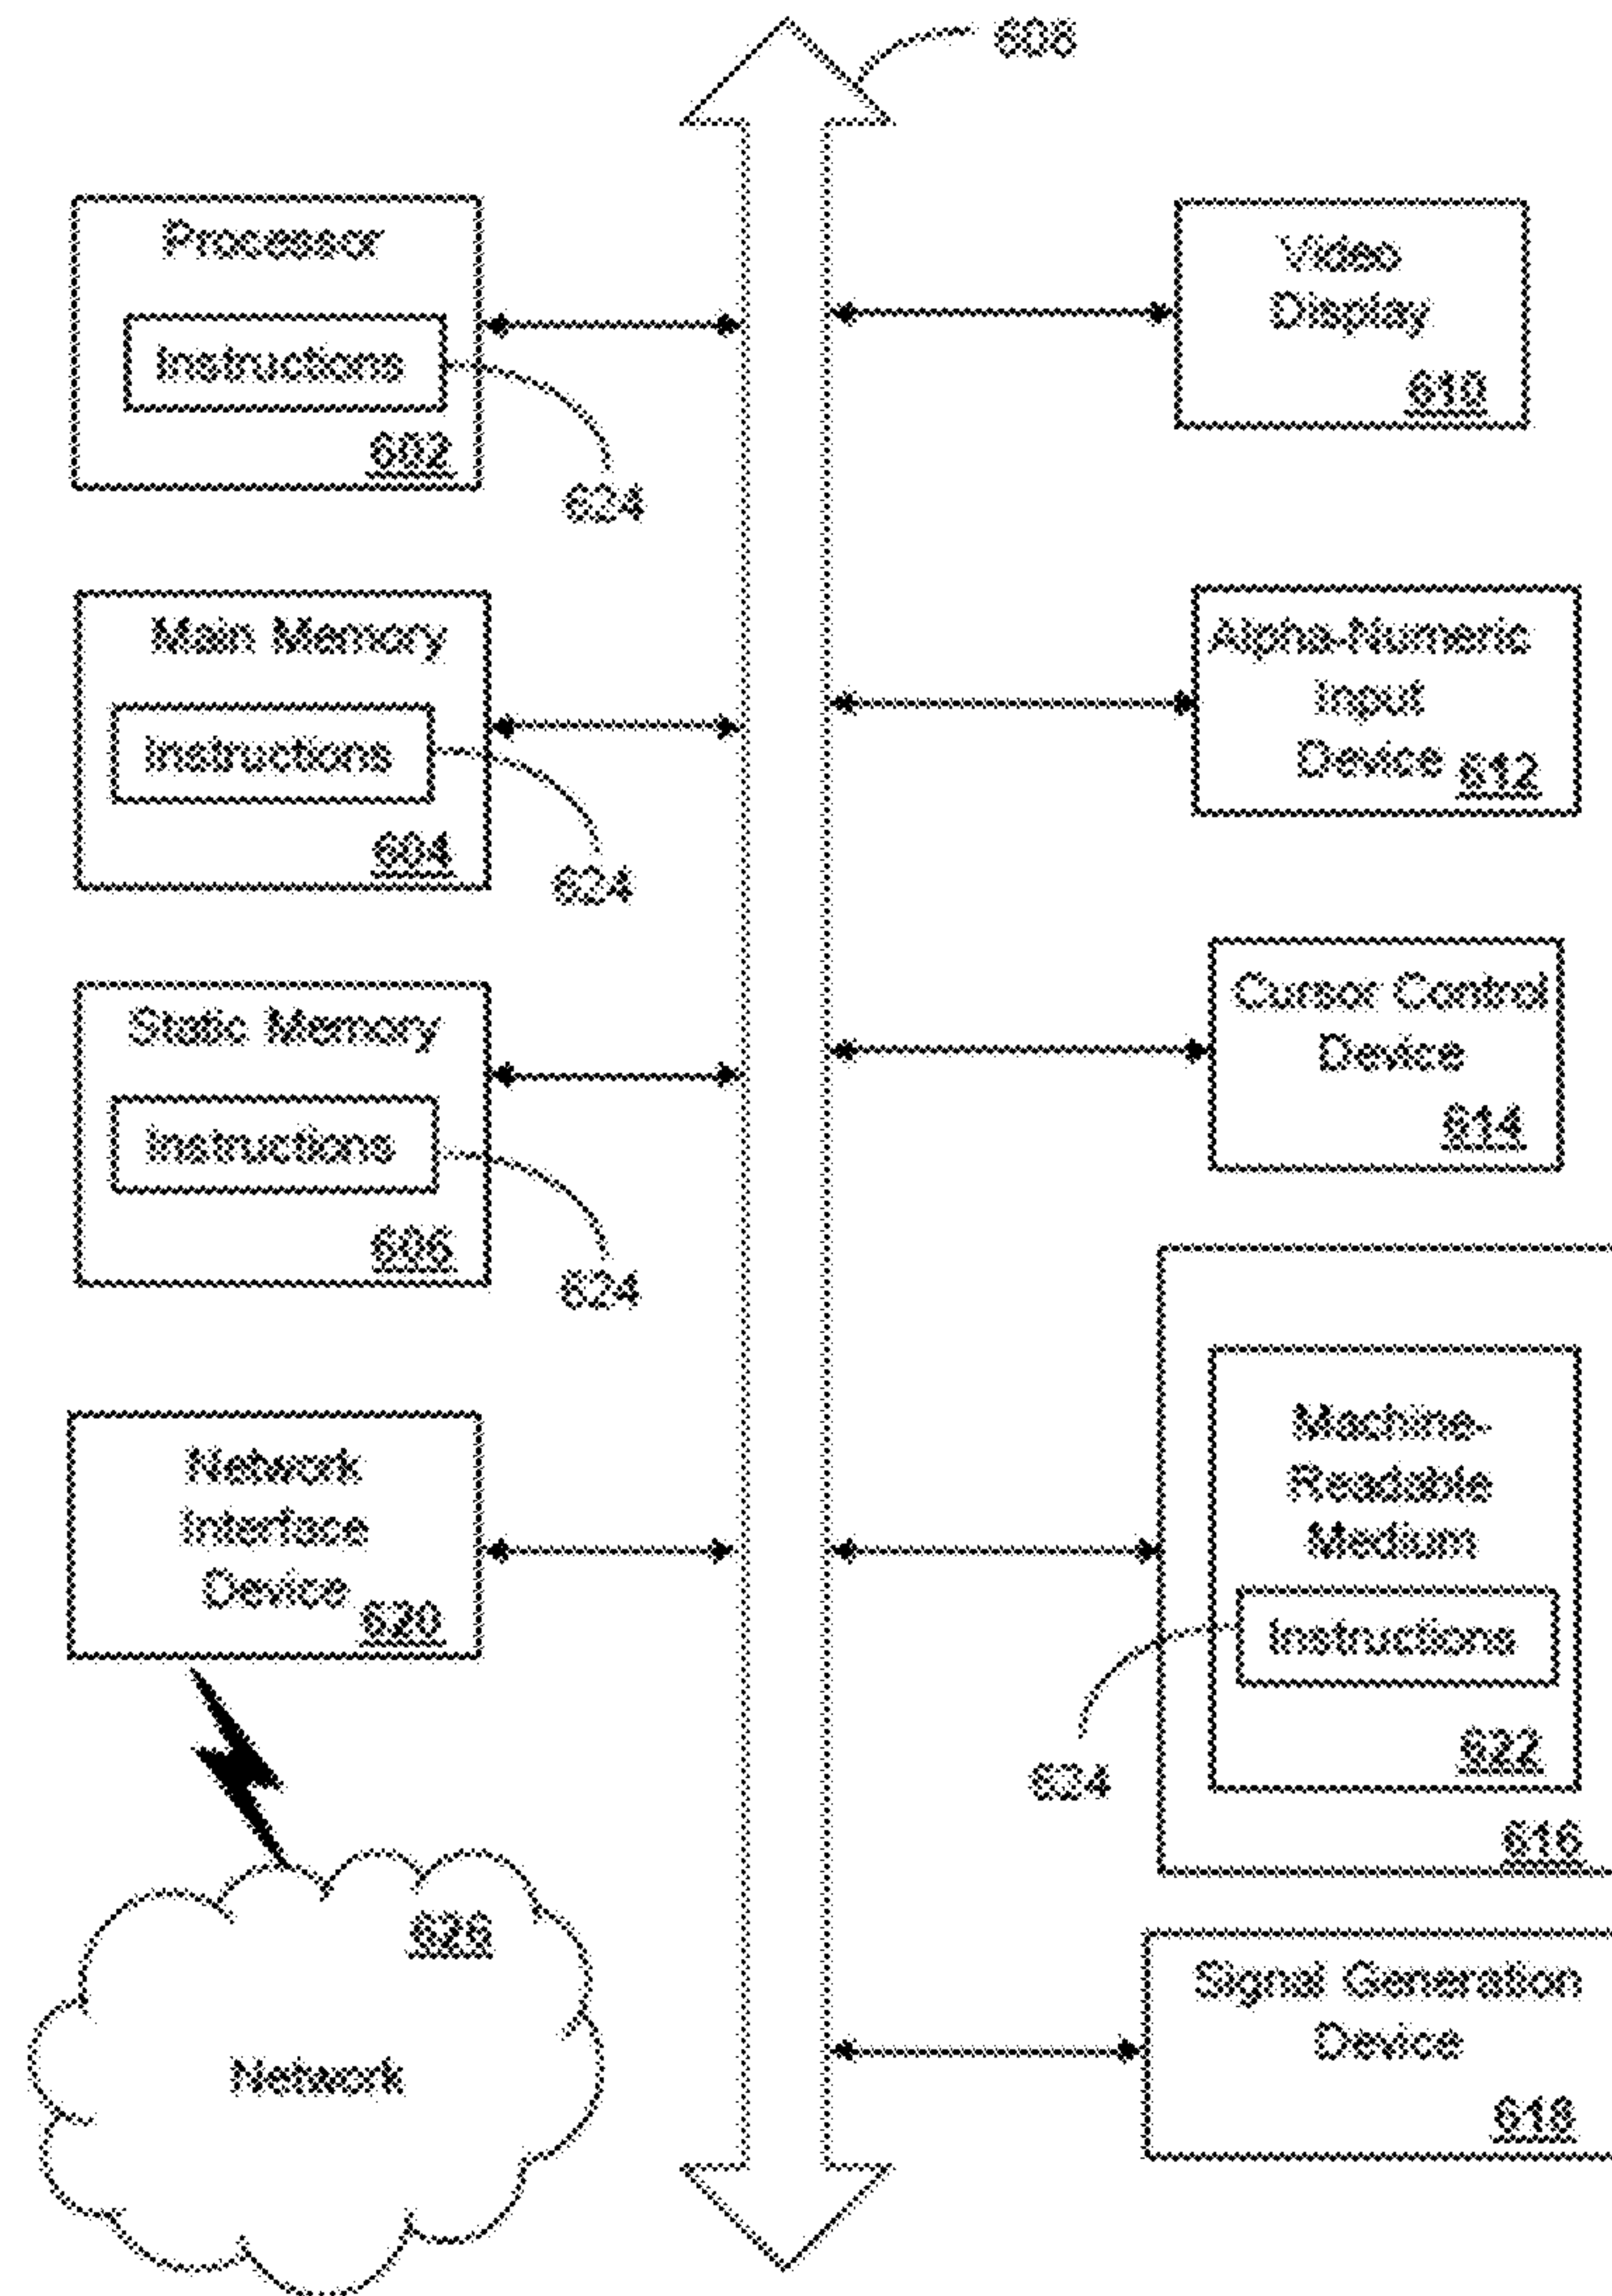 608
Processor
Instructions
602
624
Main Memory
Instructions
604
624
Static Memory
Instructions
606
624
Network
Interface
Device
620
626
Network
Video
Display
610
Alpha-Numeric
Input
Device
612
Cursor Control
Device
614
Machine-
Readable
Medium
Instructions
624
622
616
Signal Generation
Device
618